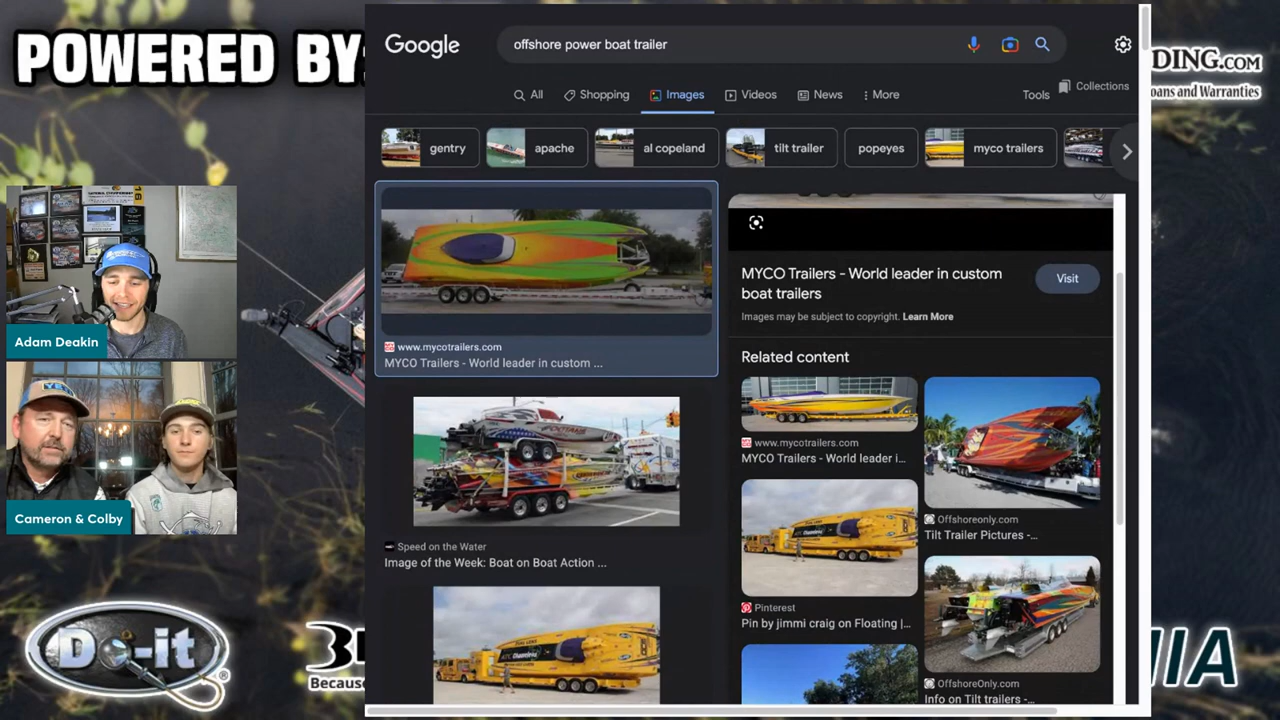 POWERED BY:
Google
offshore power boat trailer
DING.COM
oans and Warranties
All
Shopping
Images
Videos
News
More
Tools
Collections
gentry
apache
al copeland
tilt trailer
popeyes
myco trailers
www.mycotrailers.com
MYCO Trailers - World leader in custom ...
MYCO Trailers - World leader in custom
boat trailers
Visit
Images may be subject to copyright. Learn More
Related content
www.mycotrailers.com
MYCO Trailers - World leader i...
Offshoreonly.com
Tilt Trailer Pictures -...
Speed on the Water
Image of the Week: Boat on Boat Action ...
Pinterest
Pin by jimmi craig on Floating |...
OffshoreOnly.com
Info on Tilt trailers -...
Adam Deakin
YETI
Cameron & Colby
Do-it
®
Becaus
IIA